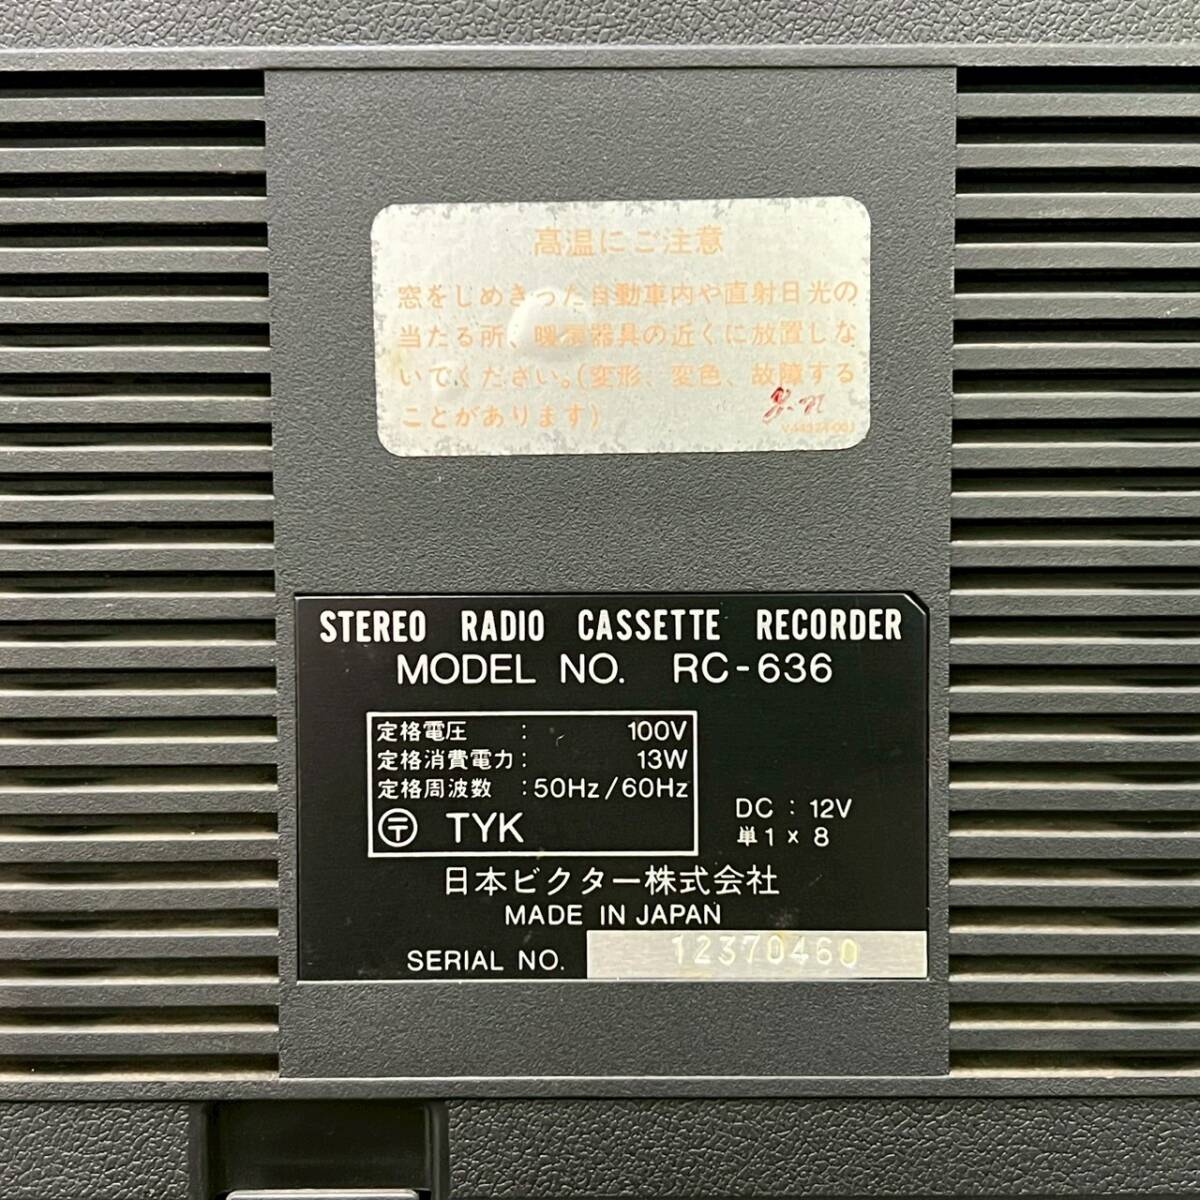 高温にご注意
窓をしめきった自動車内や直射日光の
当たる所、暖房器具の近くに放置しな
いでください。(変形、変色、故障する
ことがあります)
STEREO RADIO CASSETTE RECORDER
MODEL NO. RC-636
定格電圧 : 100V
定格消費電力: 13W
定格周波数 : 50Hz/60Hz
〒 TYK
DC : 12V
単1×8
日本ビクター株式会社
MADE IN JAPAN
SERIAL NO. 12370460